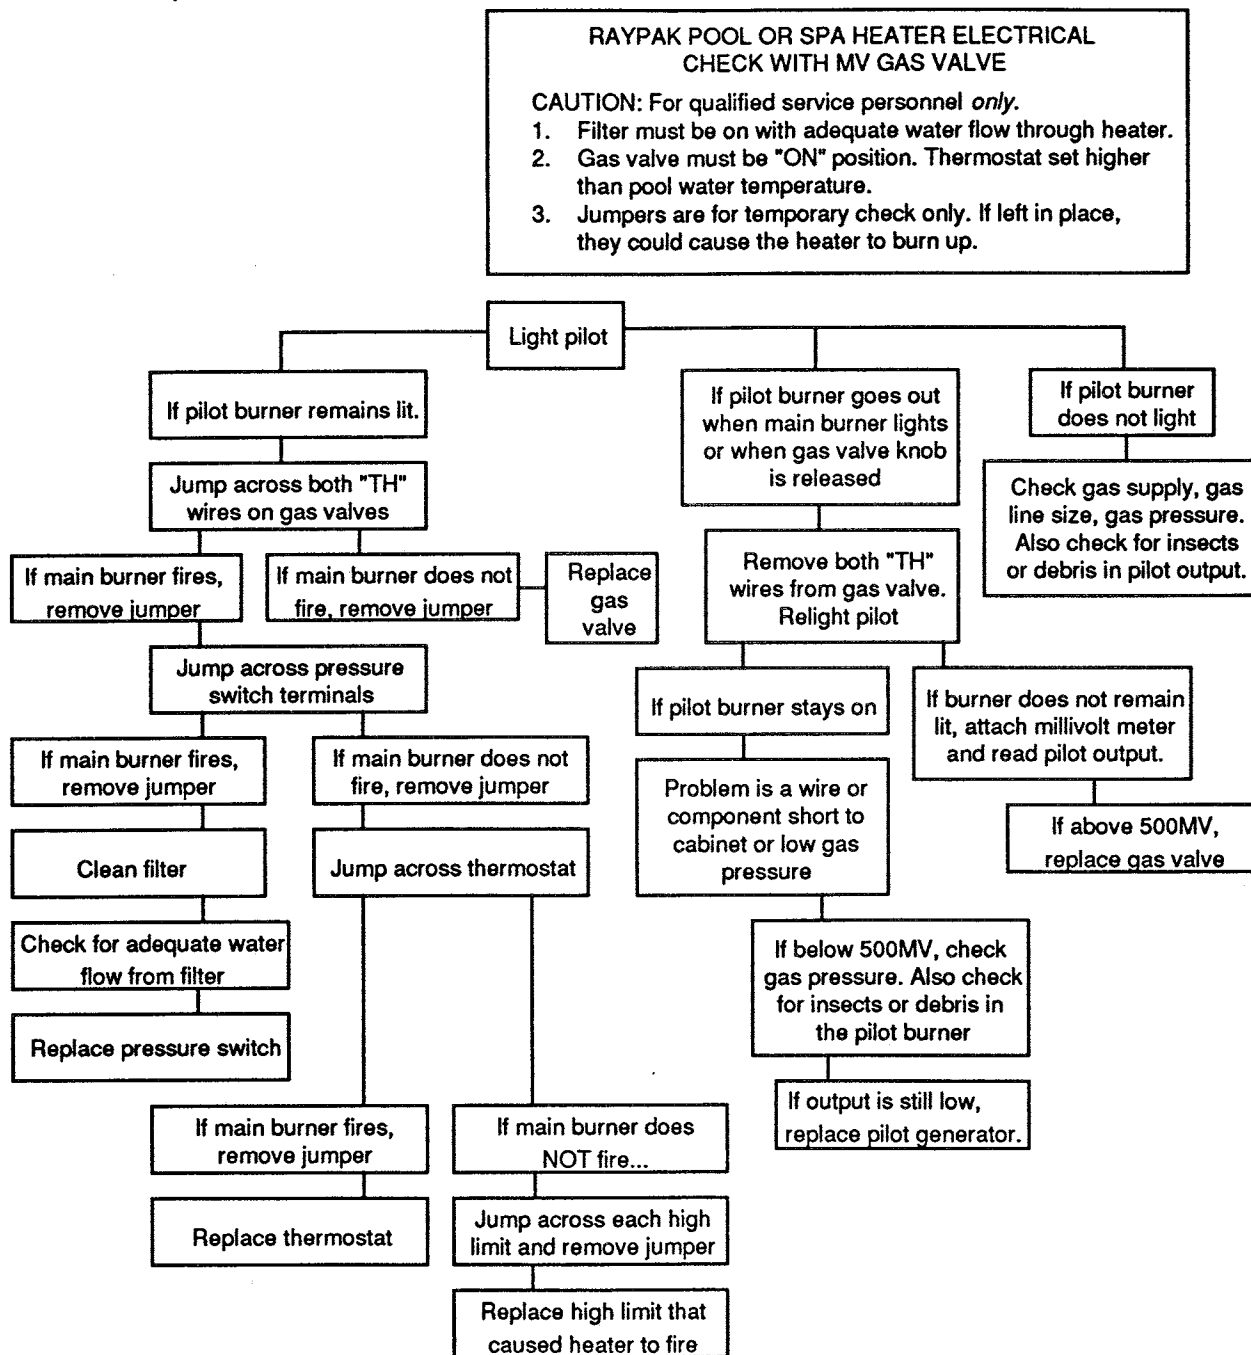 RAYPAK POOL OR SPA HEATER ELECTRICAL
CHECK WITH MV GAS VALVE
CAUTION: For qualified service personnel only.
1. Filter must be on with adequate water flow through heater.
2. Gas valve must be "ON" position. Thermostat set higher
than pool water temperature.
3. Jumpers are for temporary check only. If left in place,
they could cause the heater to burn up.
Light pilot
If pilot burner remains lit.
Jump across both "TH"
wires on gas valves
If main burner fires,
remove jumper
If main burner does not
fire, remove jumper
Replace
gas
valve
Jump across pressure
switch terminals
If main burner fires,
remove jumper
If main burner does not
fire, remove jumper
Clean filter
Jump across thermostat
Check for adequate water
flow from filter
Replace pressure switch
If main burner fires,
remove jumper
If main burner does
NOT fire...
Replace thermostat
Jump across each high
limit and remove jumper
Replace high limit that
caused heater to fire
If pilot burner goes out
when main burner lights
or when gas valve knob
is released
Remove both "TH"
wires from gas valve.
Relight pilot
If pilot burner stays on
If burner does not remain
lit, attach millivolt meter
and read pilot output.
Problem is a wire or
component short to
cabinet or low gas
pressure
If above 500MV,
replace gas valve
If below 500MV, check
gas pressure. Also check
for insects or debris in
the pilot burner
If output is still low,
replace pilot generator.
If pilot burner
does not light
Check gas supply, gas
line size, gas pressure.
Also check for insects
or debris in pilot output.